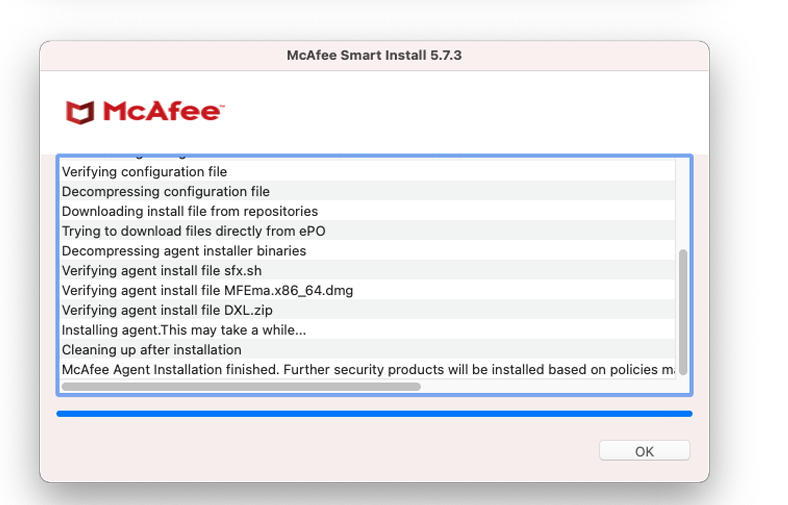 McAfee Smart Install 5.7.3
McAfee™
Verifying configuration file
Decompressing configuration file
Downloading install file from repositories
Trying to download files directly from ePO
Decompressing agent installer binaries
Verifying agent install file sfx.sh
Verifying agent install file MFEma.x86_64.dmg
Verifying agent install file DXL.zip
Installing agent.This may take a while...
Cleaning up after installation
McAfee Agent Installation finished. Further security products will be installed based on policies
OK